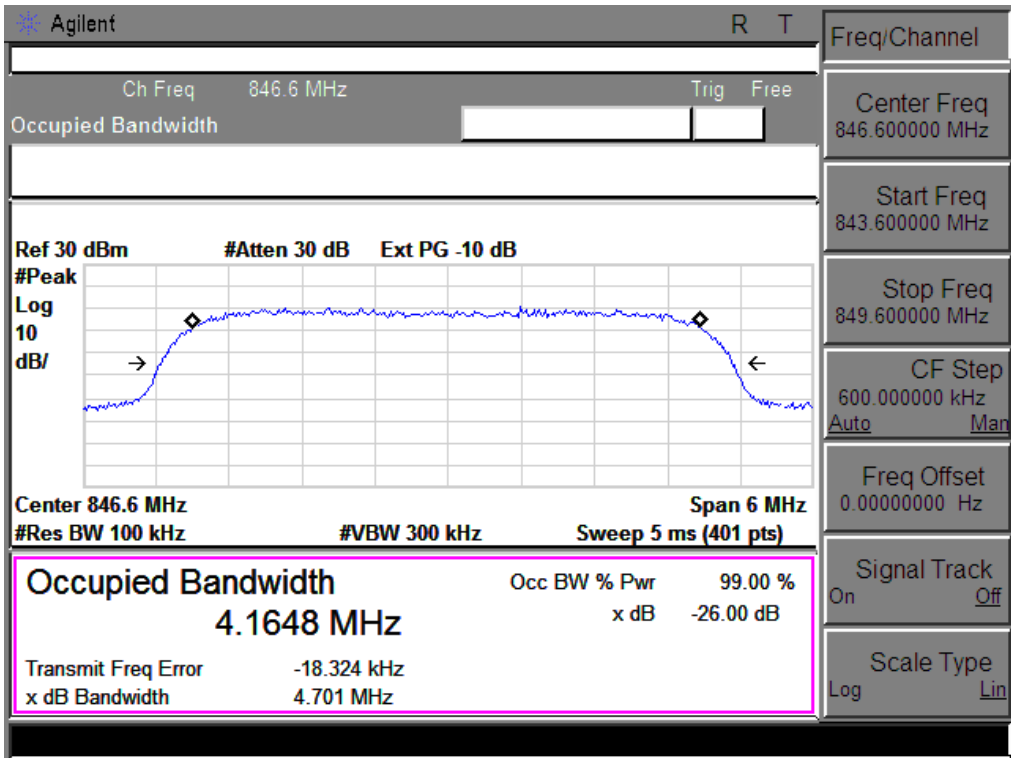 Agilent R T
Ch Freq 846.6 MHz Trig Free
Occupied Bandwidth
Ref 30 dBm #Atten 30 dB Ext PG -10 dB
#Peak
Log
10
dB/
Center 846.6 MHz Span 6 MHz
#Res BW 100 kHz #VBW 300 kHz Sweep 5 ms (401 pts)
Occupied Bandwidth Occ BW % Pwr 99.00 %
4.1648 MHz x dB -26.00 dB
Transmit Freq Error -18.324 kHz
x dB Bandwidth 4.701 MHz
Freq/Channel
Center Freq
846.600000 MHz
Start Freq
843.600000 MHz
Stop Freq
849.600000 MHz
CF Step
600.000000 kHz
Auto Man
Freq Offset
0.00000000 Hz
Signal Track
On Off
Scale Type
Log Lin